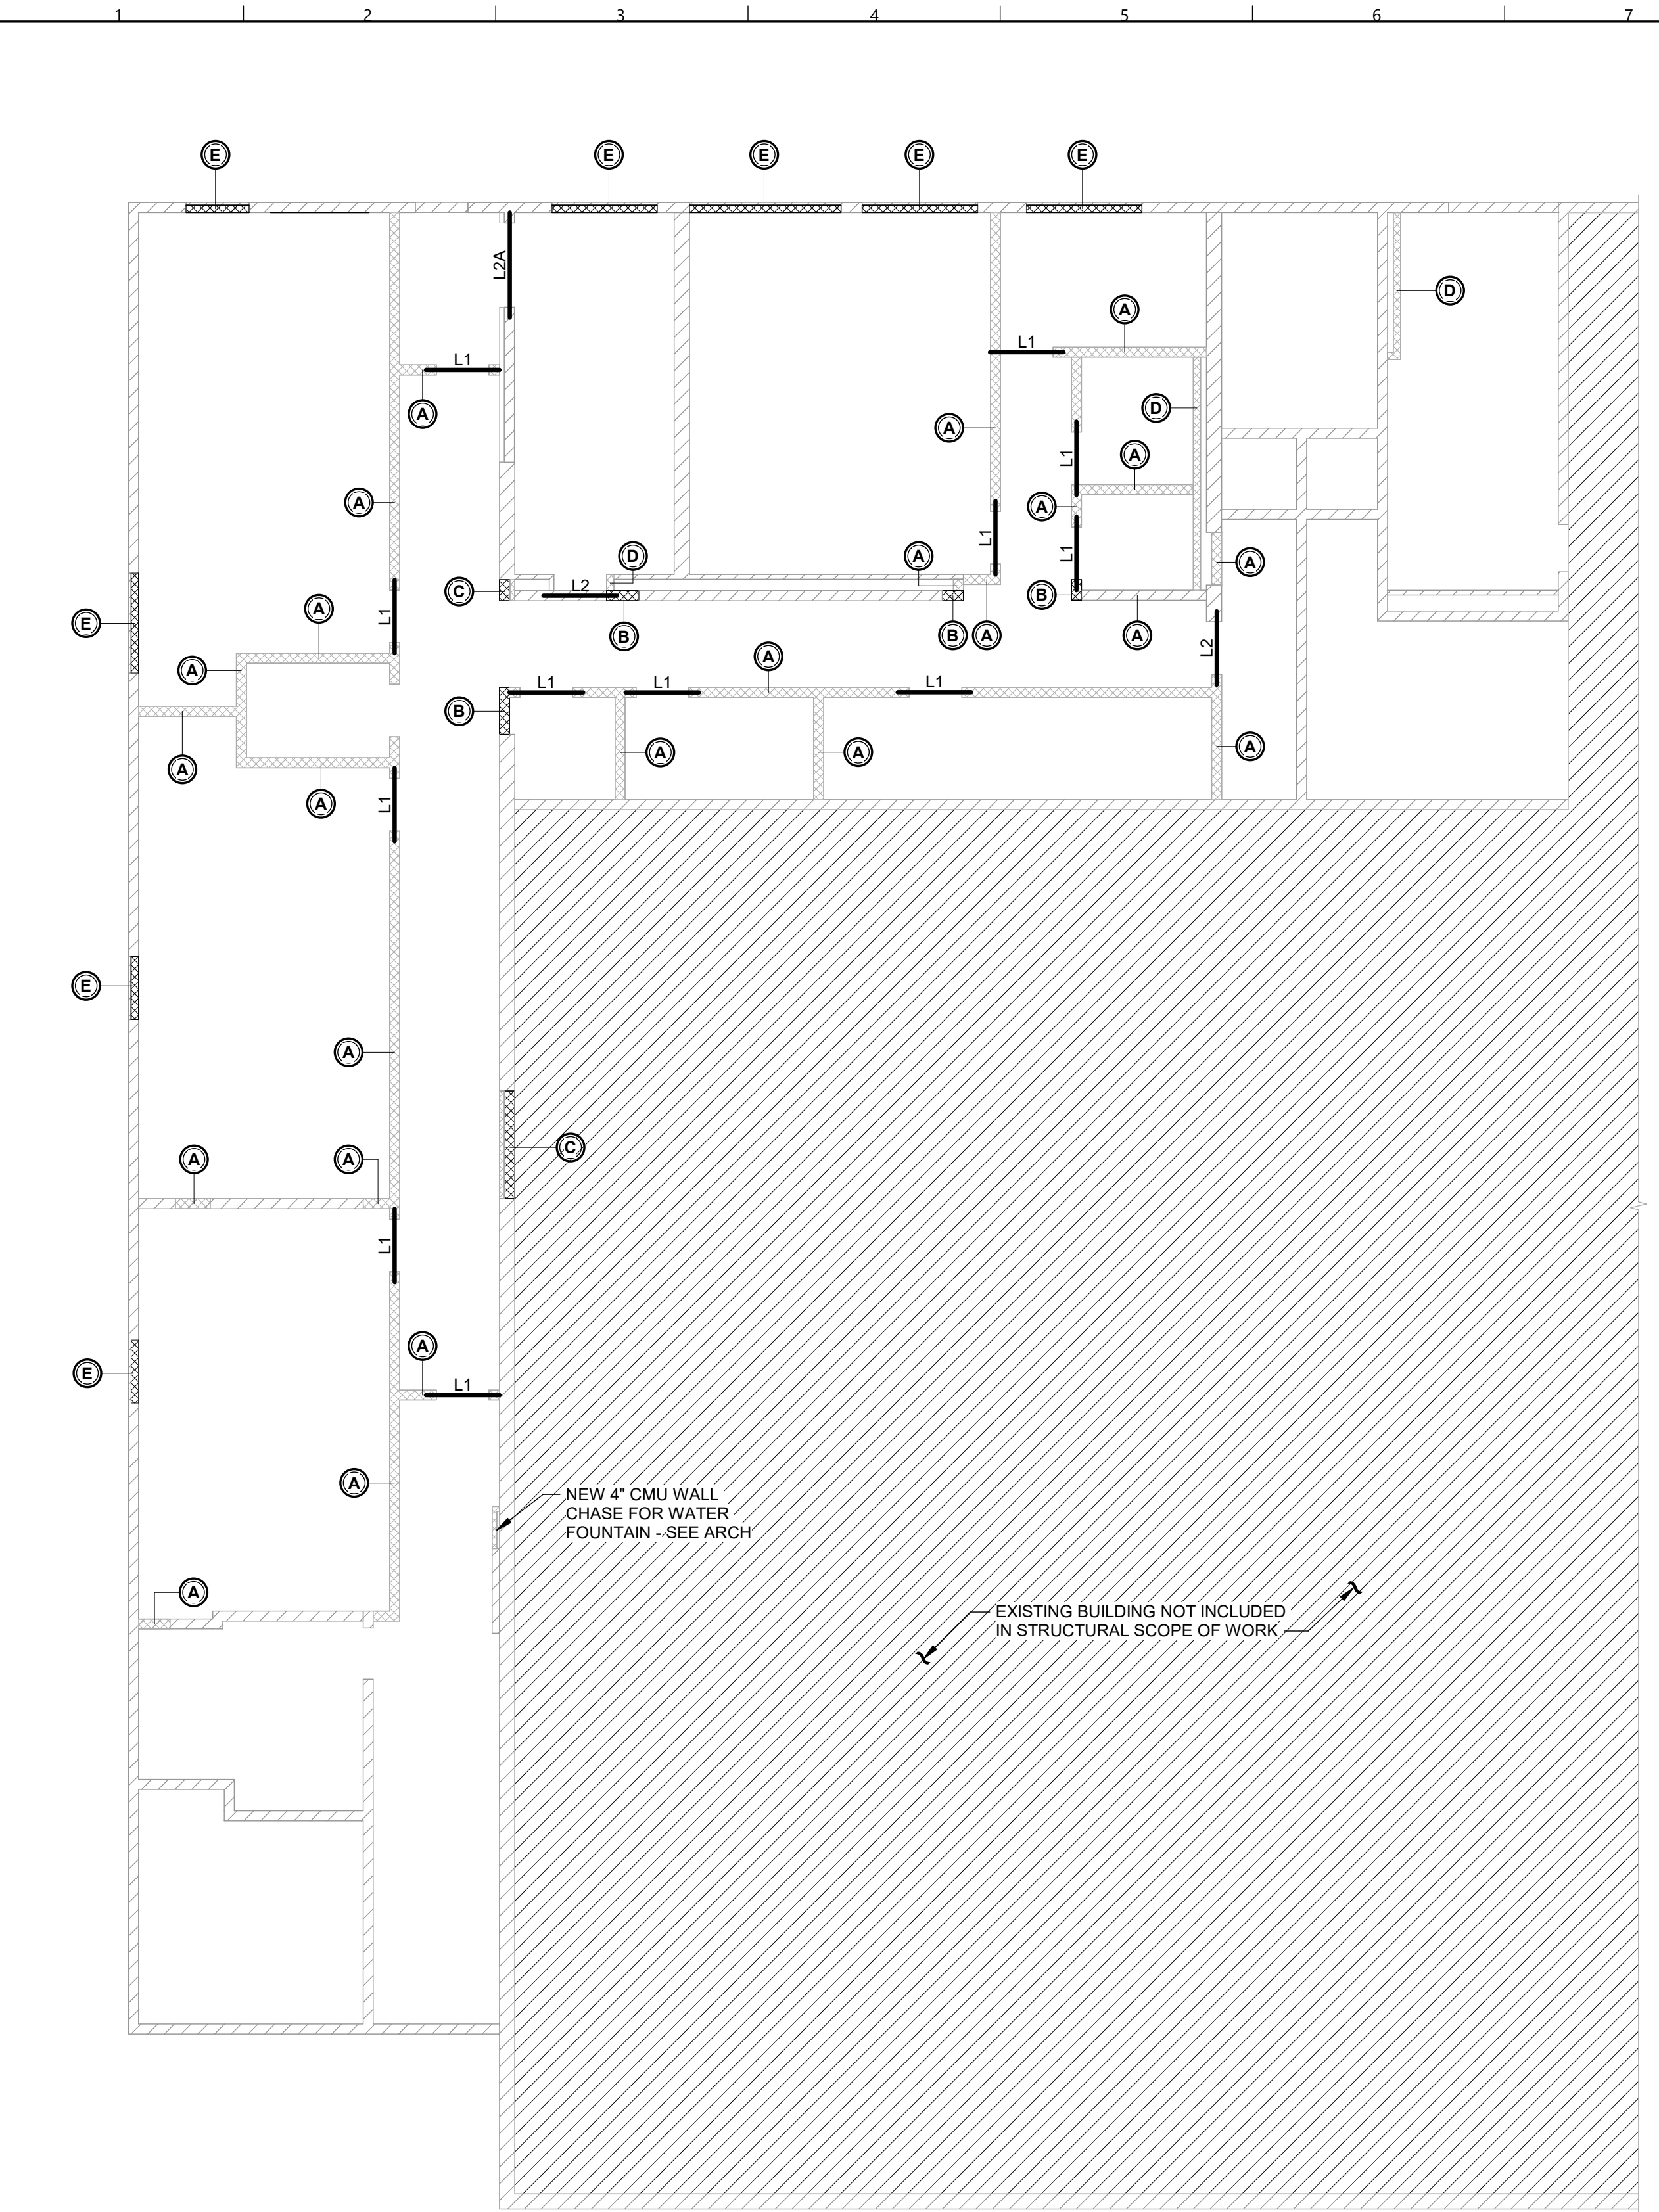 1 2 3 4 5 6 7
E E E E E
L2A
D
A
L1 L1
A
D
A A
L1
A
A A
L1
L1 L1
D A
A
C L2
B
A
E L1
B B A A
L2
A
A
L1 L1 L1
B
A
A A A
A
L1
E
A
C
A A
L1
A
E
L1
A
NEW 4" CMU WALL
CHASE FOR WATER
FOUNTAIN - SEE ARCH
A
EXISTING BUILDING NOT INCLUDED
IN STRUCTURAL SCOPE OF WORK